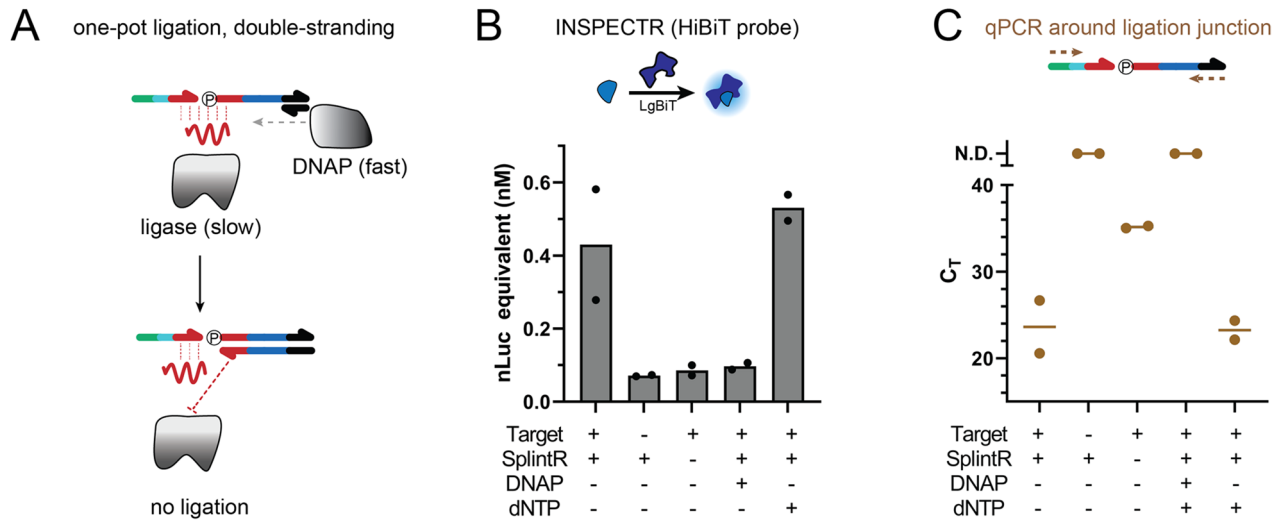 A
one-pot ligation, double-stranding
P
DNAP (fast)
ligase (slow)
P
no ligation
B
INSPECTR (HiBiT probe)
LgBiT
nLuc equivalent (nM)
0.6
0.4
0.2
0.0
Target + - + + +
SplintR + + - + +
DNAP - - - + -
dNTP - - - - +
C
qPCR around ligation junction
P
N.D.
CT
40
30
20
Target + - + + +
SplintR + + - + +
DNAP - - - + -
dNTP - - - + +